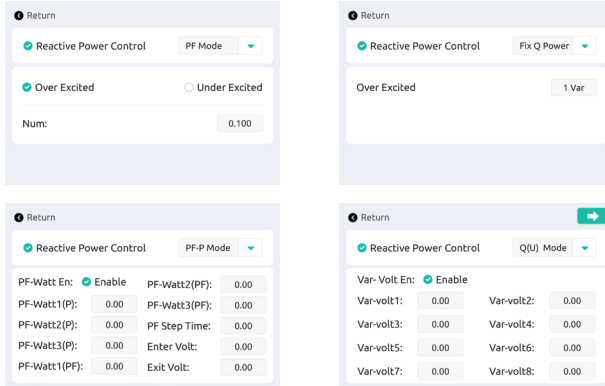 Return
Reactive Power Control PF Mode
Over Excited Under Excited
Num: 0.100
Return
Reactive Power Control Fix Q Power
Over Excited 1 Var
Return
Reactive Power Control PF-P Mode
PF-Watt En: Enable PF-Watt2(PF): 0.00
PF-Watt1(P): 0.00 PF-Watt3(PF): 0.00
PF-Watt2(P): 0.00 PF Step Time: 0.00
PF-Watt3(P): 0.00 Enter Volt: 0.00
PF-Watt1(PF): 0.00 Exit Volt: 0.00
Return
Reactive Power Control Q(U) Mode
Var- Volt En: Enable
Var-volt1: 0.00 Var-volt2: 0.00
Var-volt3: 0.00 Var-volt4: 0.00
Var-volt5: 0.00 Var-volt6: 0.00
Var-volt7: 0.00 Var-volt8: 0.00